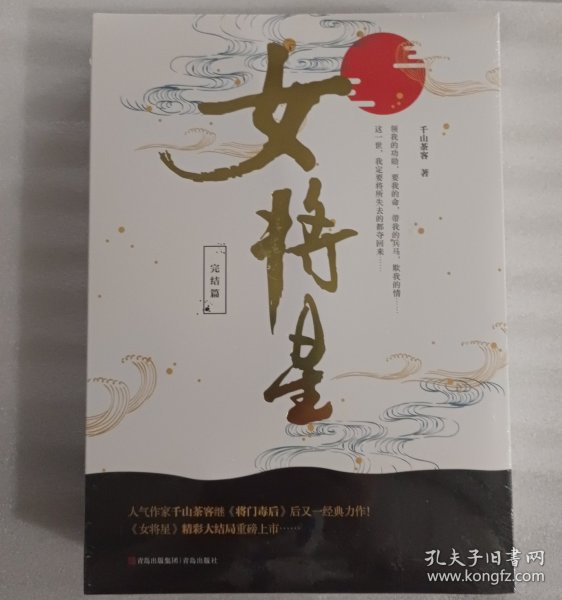 女将星
完结篇
千山茶客 著
领我的功勋，要我的命，带我的兵马，欺我的情……
这一世，我定要将所失去的都夺回来……
人气作家千山茶客继《将门毒后》后又一经典力作！
《女将星》精彩大结局重磅上市……
青岛出版集团｜青岛出版社
孔夫子旧书网
www.kongfz.com